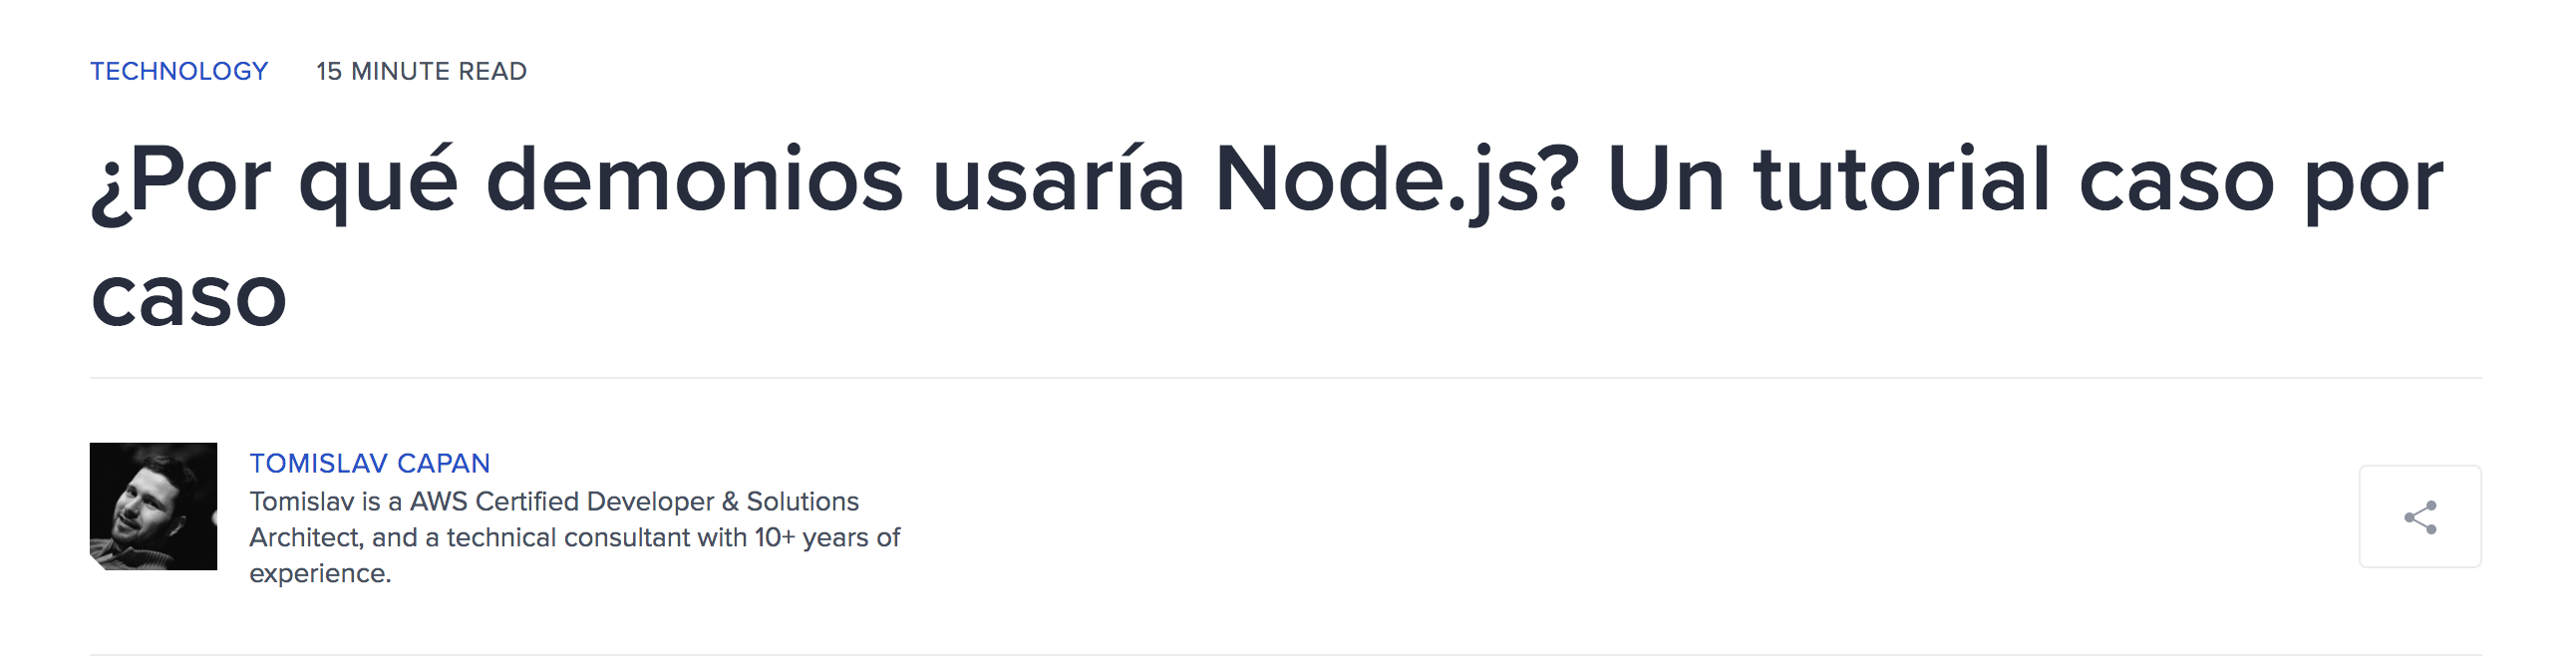 TECHNOLOGY 15 MINUTE READ
¿Por qué demonios usaría Node.js? Un tutorial caso por
caso
TOMISLAV CAPAN
Tomislav is a AWS Certified Developer & Solutions
Architect, and a technical consultant with 10+ years of
experience.